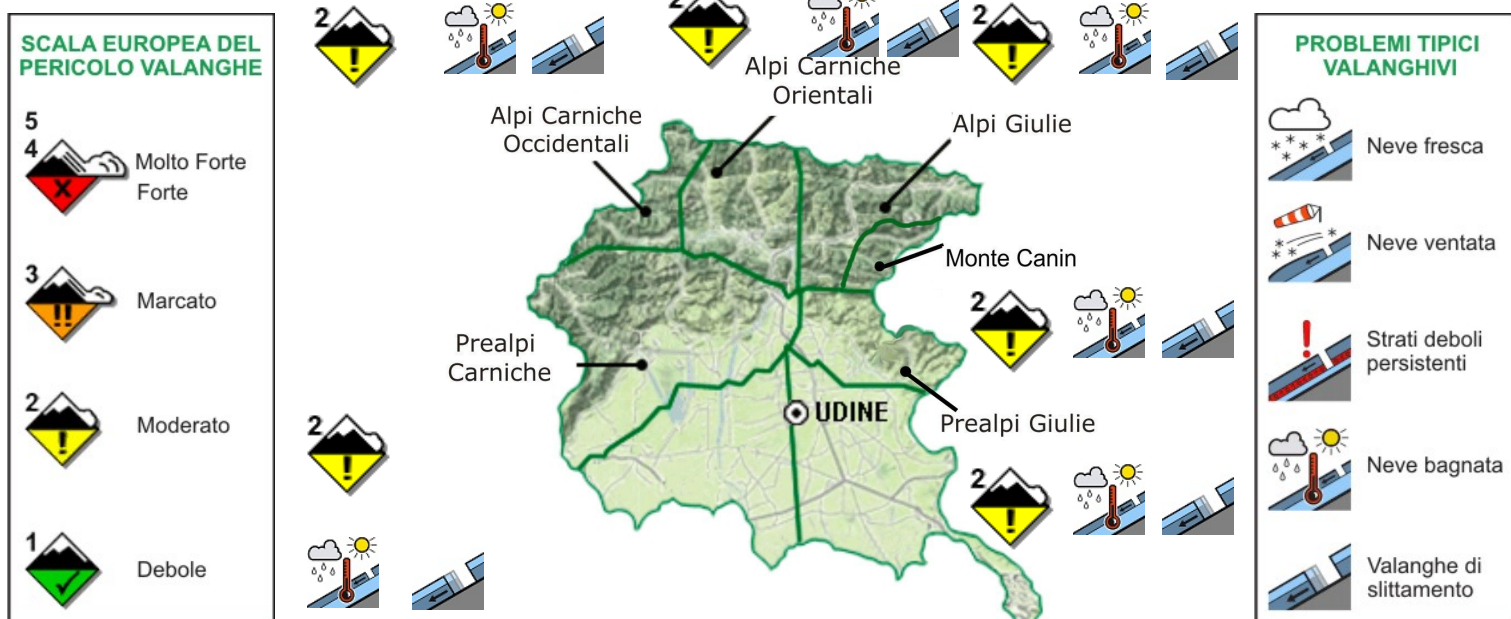 SCALA EUROPEA DEL
PERICOLO VALANGHE
5
4
Molto Forte
Forte
X
3
Marcato
!!
2
Moderato
!
1
Debole
2
!
2
!
2
!
Alpi Carniche
Orientali
Alpi Carniche
Occidentali
Alpi Giulie
Monte Canin
2
!
Prealpi
Carniche
UDINE
Prealpi Giulie
2
!
2
!
PROBLEMI TIPICI
VALANGHIVI
Neve fresca
Neve ventata
!
Strati deboli
persistenti
Neve bagnata
Valanghe di
slittamento